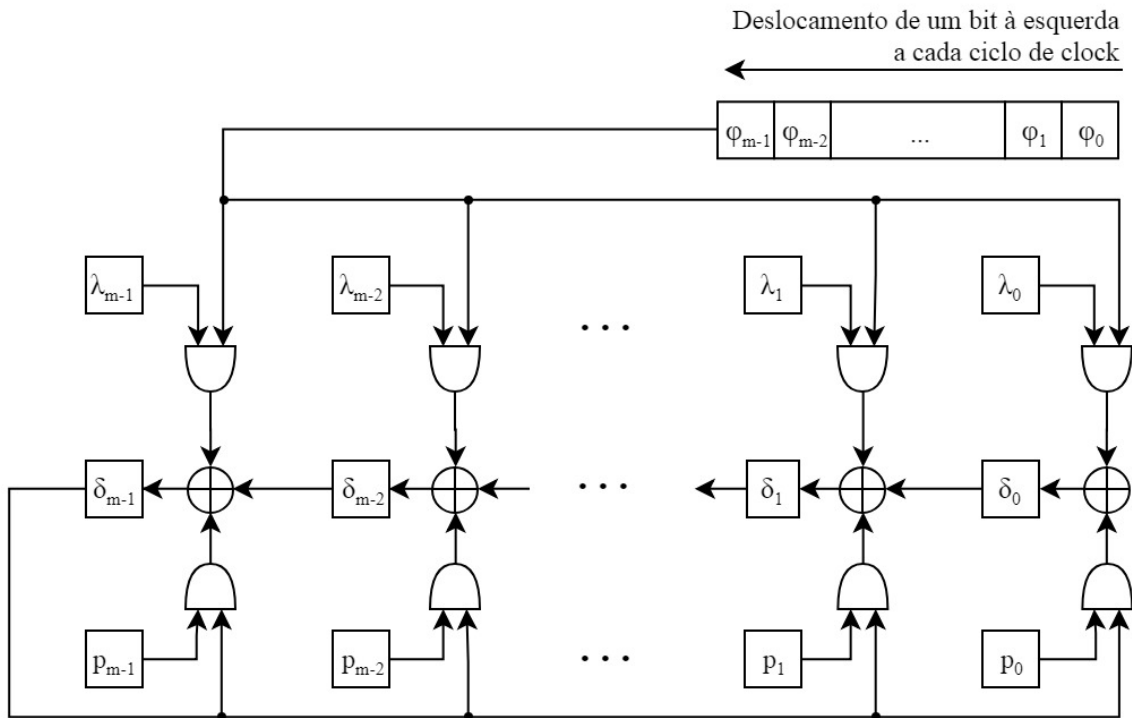 Deslocamento de um bit à esquerda
a cada ciclo de clock
φm-1 φm-2 ... φ1 φ0
λm-1 λm-2 λ1 λ0
. . .
δm-1 δm-2 . . . δ1 δ0
pm-1 pm-2 . . . p1 p0